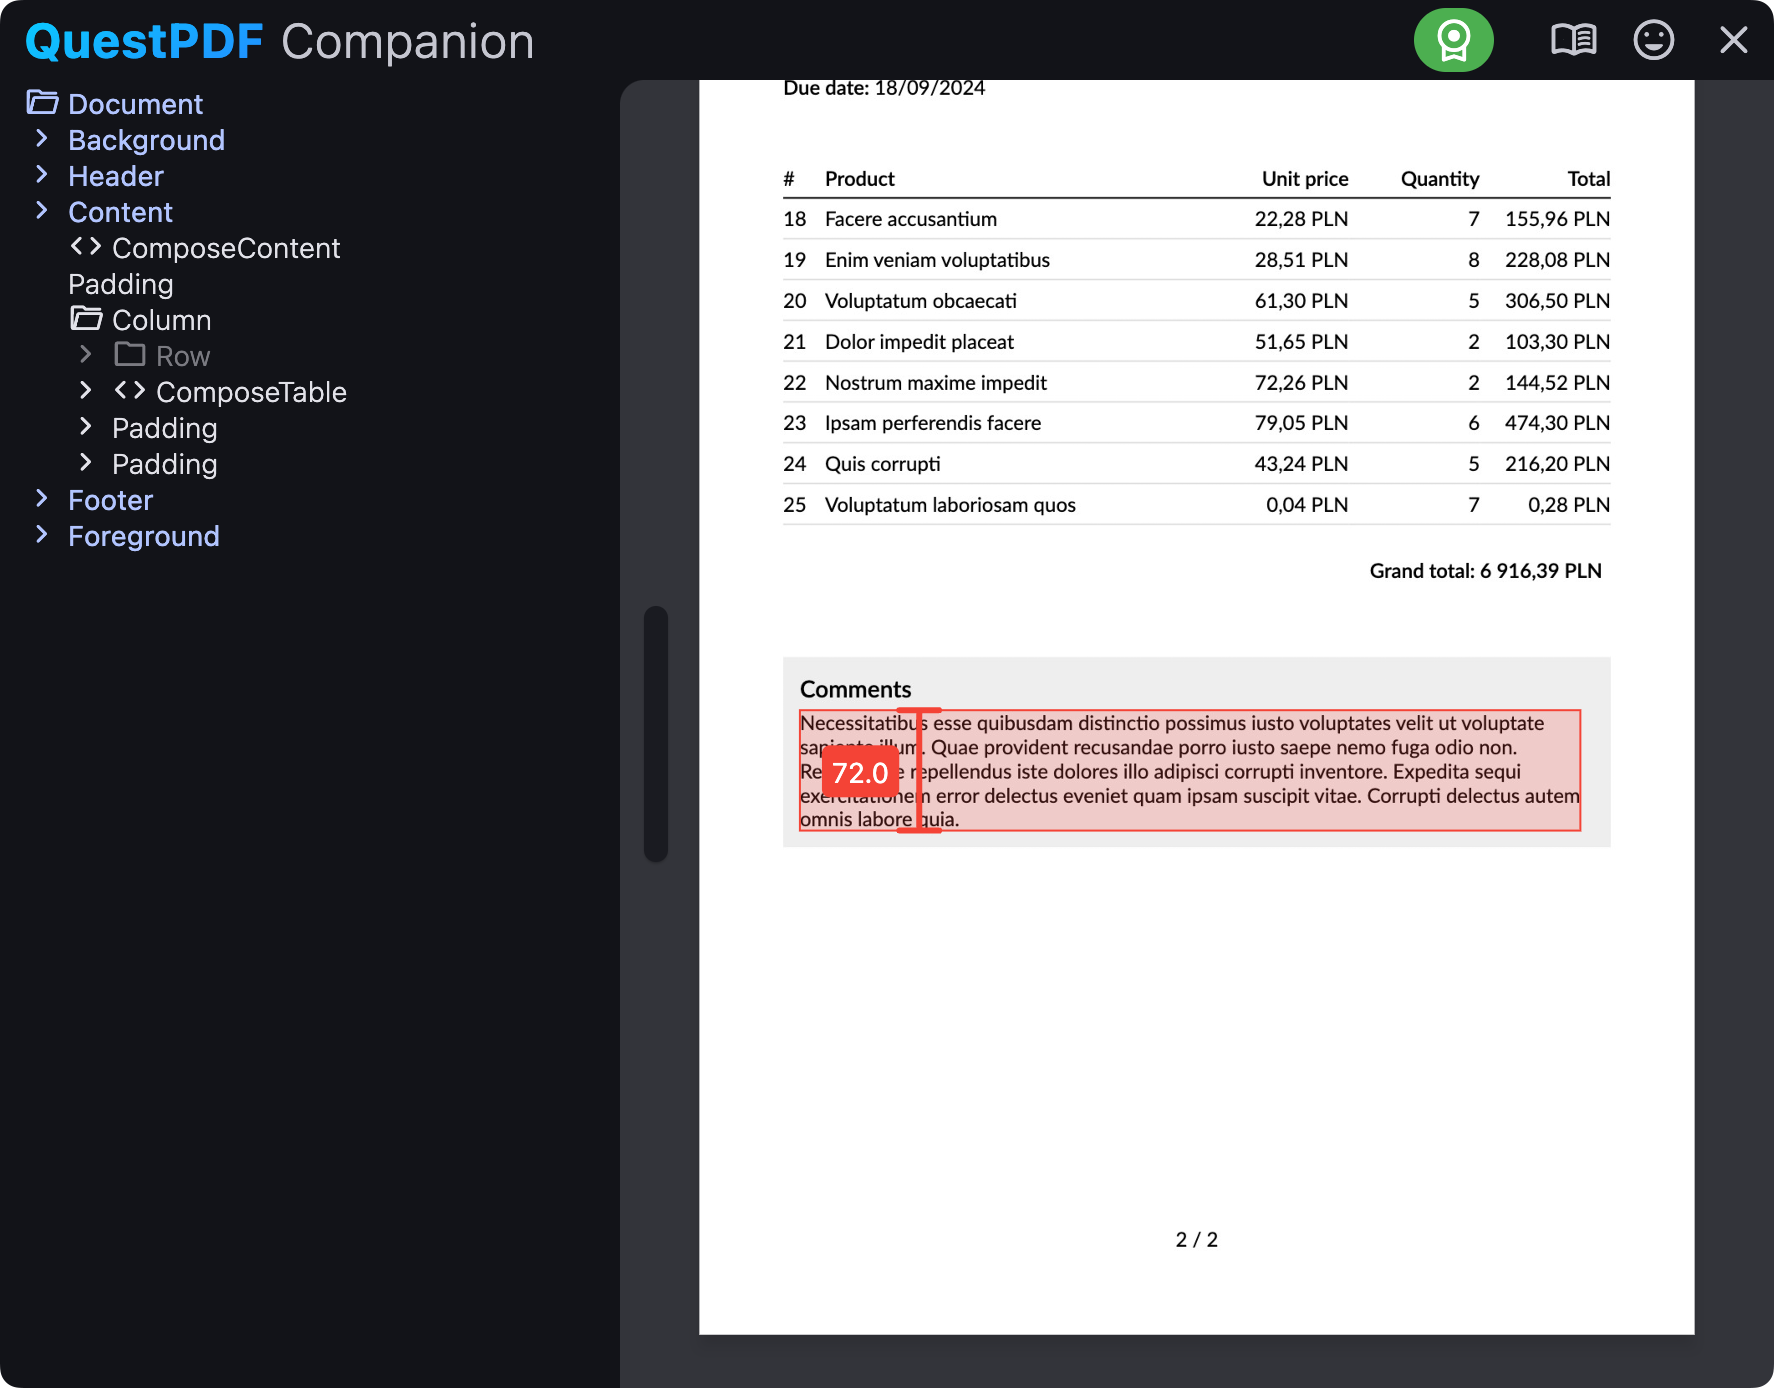 QuestPDF Companion
Document
Background
Header
Content
<> ComposeContent
Padding
Column
Row
<> ComposeTable
Padding
Padding
Footer
Foreground
Due date: 18/09/2024
# Product Unit price Quantity Total
18 Facere accusantium 22,28 PLN 7 155,96 PLN
19 Enim veniam voluptatibus 28,51 PLN 8 228,08 PLN
20 Voluptatum obcaecati 61,30 PLN 5 306,50 PLN
21 Dolor impedit placeat 51,65 PLN 2 103,30 PLN
22 Nostrum maxime impedit 72,26 PLN 2 144,52 PLN
23 Ipsam perferendis facere 79,05 PLN 6 474,30 PLN
24 Quis corrupti 43,24 PLN 5 216,20 PLN
25 Voluptatum laboriosam quos 0,04 PLN 7 0,28 PLN
Grand total: 6 916,39 PLN
Comments
Necessitatibus esse quibusdam distinctio possimus iusto voluptates velit ut voluptate
sapiente illum. Quae provident recusandae porro iusto saepe nemo fuga odio non.
72.0 repellendus iste dolores illo adipisci corrupti inventore. Expedita sequi
exercitationem error delectus eveniet quam ipsam suscipit vitae. Corrupti delectus autem
omnis labore quia.
2 / 2